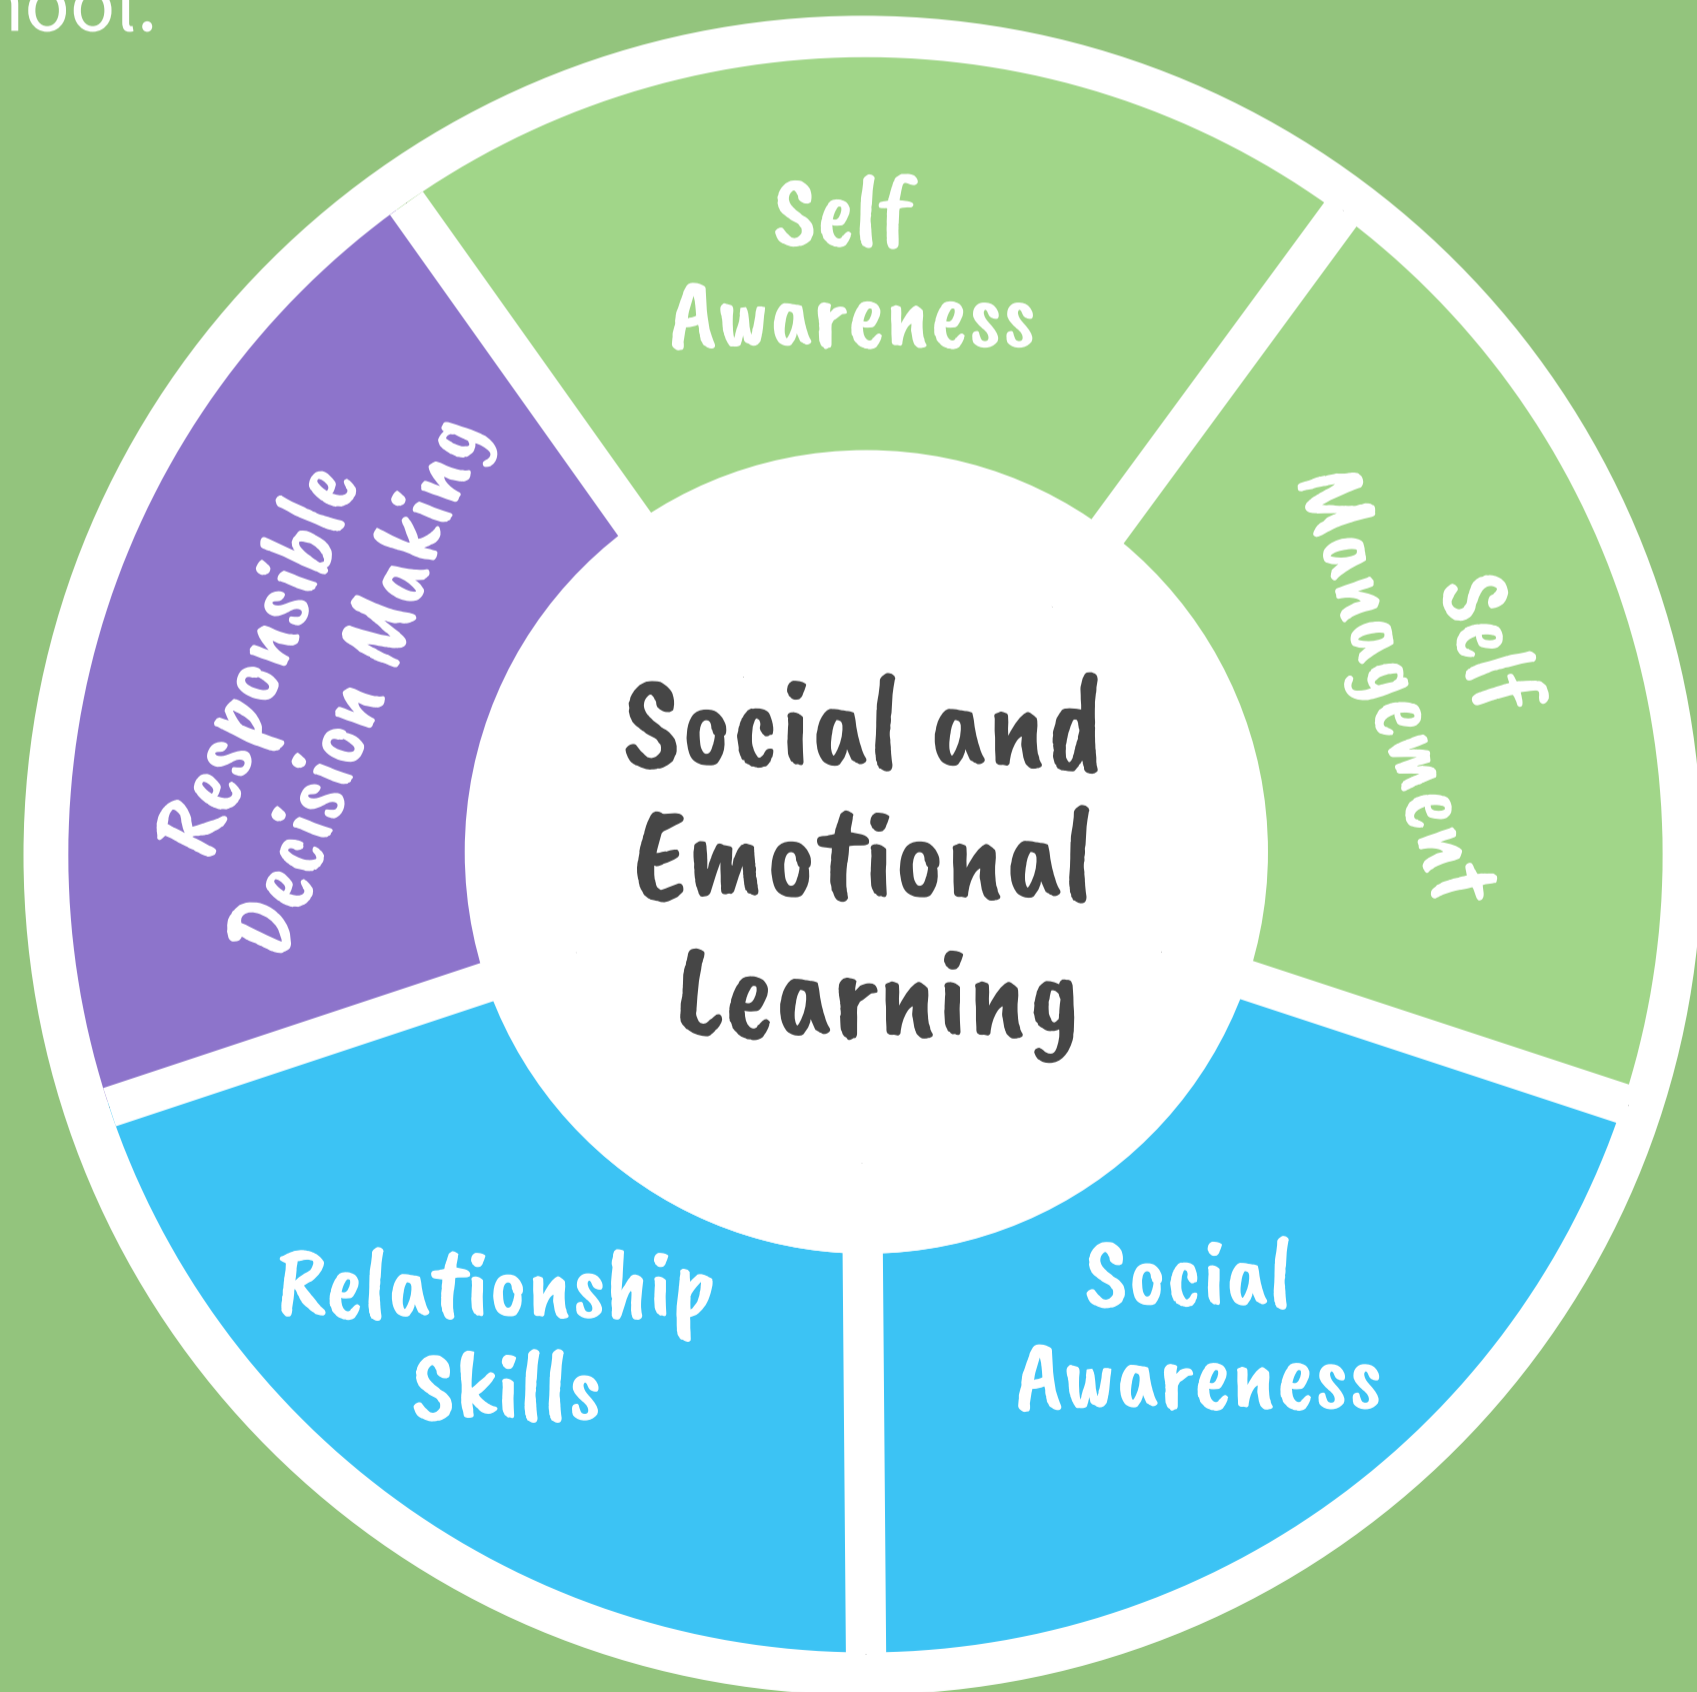 Self
Awareness
Self
Management
Social and
Emotional
Learning
Responsible
Decision Making
Relationship
Skills
Social
Awareness